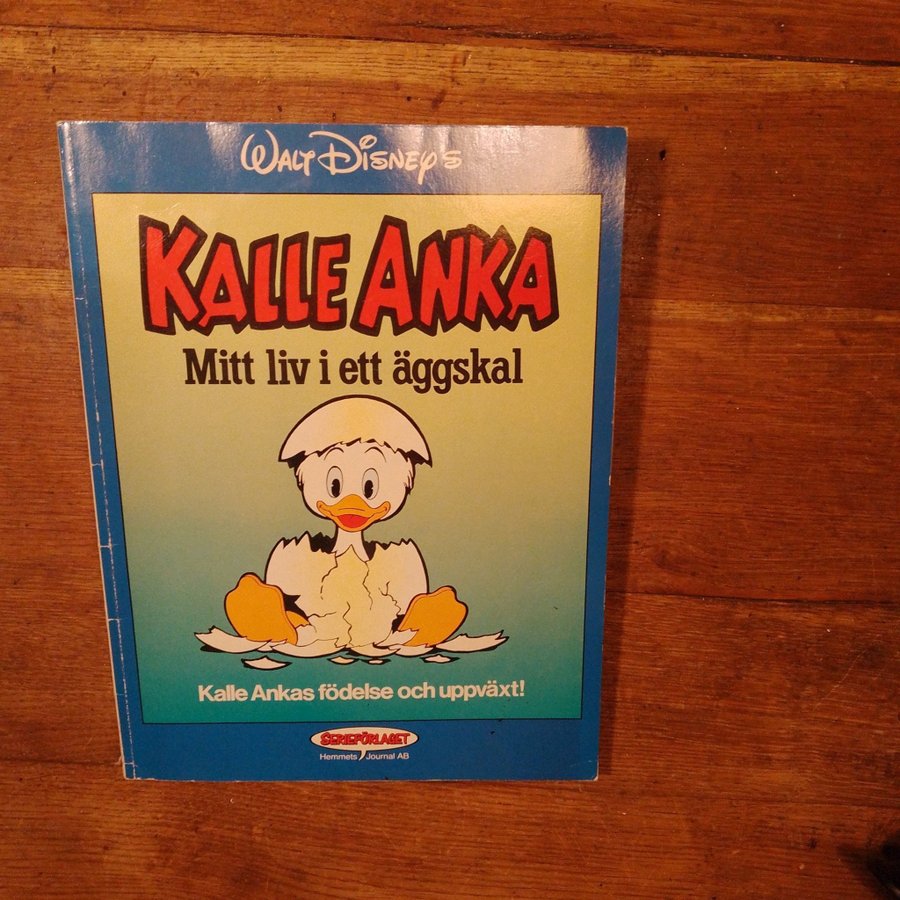 Walt Disney's
KALLE ANKA
Mitt liv i ett äggskal
Kalle Ankas födelse och uppväxt!
SERIEFÖRLAGET
Hemmets Journal AB